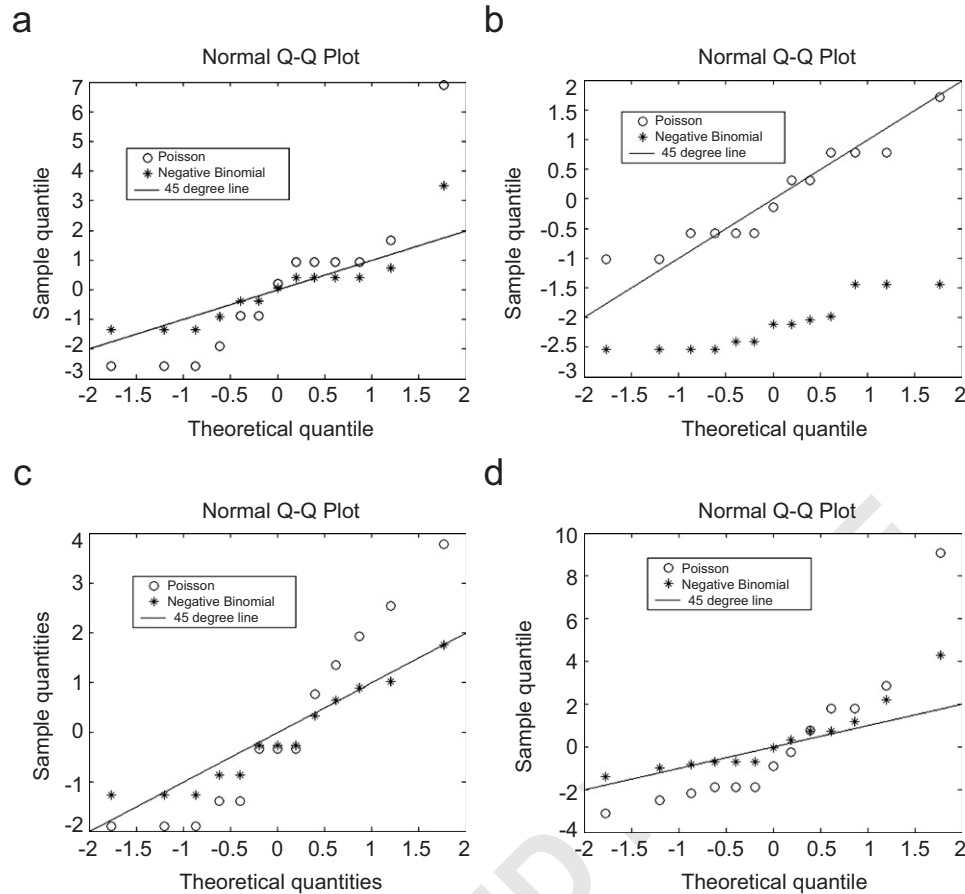 a
Normal Q-Q Plot
7
6
5
4
3
2
1
0
-1
-2
-3
Sample quantile
Poisson
Negative Binomial
45 degree line
-2 -1.5 -1 -0.5 0 0.5 1 1.5 2
Theoretical quantile
b
Normal Q-Q Plot
2
1.5
1
0.5
0
-0.5
-1
-1.5
-2
-2.5
-3
Sample quantile
Poisson
Negative Binomial
45 degree line
-2 -1.5 -1 -0.5 0 0.5 1 1.5 2
Theoretical quantile
c
Normal Q-Q Plot
4
3
2
1
0
-1
-2
Sample quantities
Poisson
Negative Binomial
45 degree line
-2 -1.5 -1 -0.5 0 0.5 1 1.5 2
Theoretical quantities
d
Normal Q-Q Plot
10
8
6
4
2
0
-2
-4
Sample quantile
Poisson
Negative Binomial
45 degree line
-2 -1.5 -1 -0.5 0 0.5 1 1.5 2
Theoretical quantile